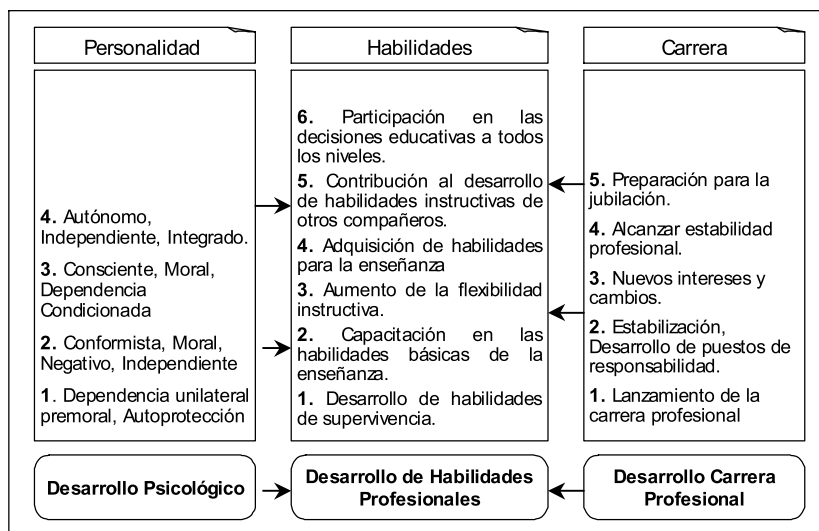 Personalidad
4. Autónomo,
Independiente, Integrado.
3. Consciente, Moral,
Dependencia
Condicionada
2. Conformista, Moral,
Negativo, Independiente
1. Dependencia unilateral
premoral, Autoprotección
Desarrollo Psicológico
Habilidades
6. Participación en las
decisiones educativas a todos
los niveles.
5. Contribución al desarrollo
de habilidades instructivas de
otros compañeros.
4. Adquisición de habilidades
para la enseñanza
3. Aumento de la flexibilidad
instructiva.
2. Capacitación en las
habilidades básicas de la
enseñanza.
1. Desarrollo de habilidades
de supervivencia.
Desarrollo de Habilidades
Profesionales
Carrera
5. Preparación para la
jubilación.
4. Alcanzar estabilidad
profesional.
3. Nuevos intereses y
cambios.
2. Estabilización,
Desarrollo de puestos de
responsabilidad.
1. Lanzamiento de la
carrera profesional
Desarrollo Carrera
Profesional